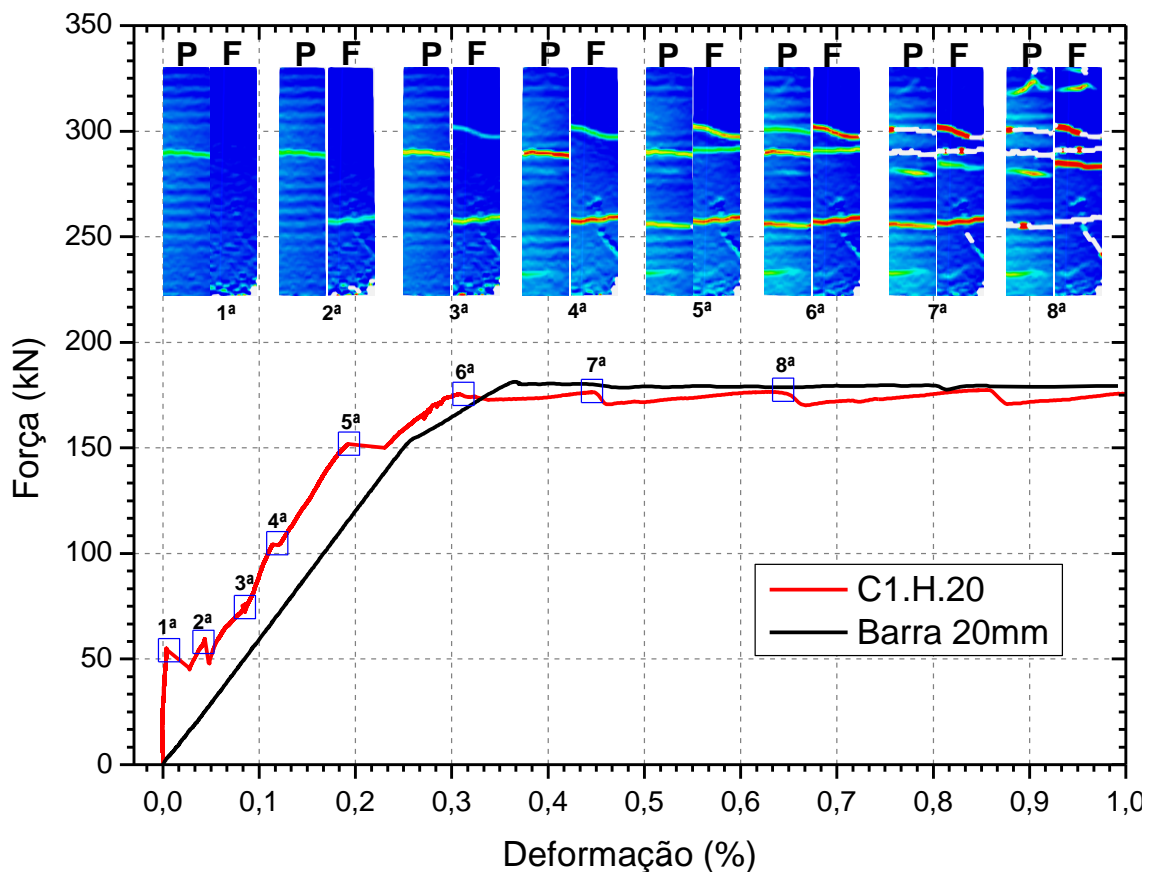 350
300
250
200
150
100
50
0
Força (kN)
P F P F P F P F P F P F P F P F
1ª 2ª 3ª 4ª 5ª 6ª 7ª 8ª
1ª
2ª
3ª
4ª
5ª
6ª
7ª
8ª
C1.H.20
Barra 20mm
0,0 0,1 0,2 0,3 0,4 0,5 0,6 0,7 0,8 0,9 1,0
Deformação (%)